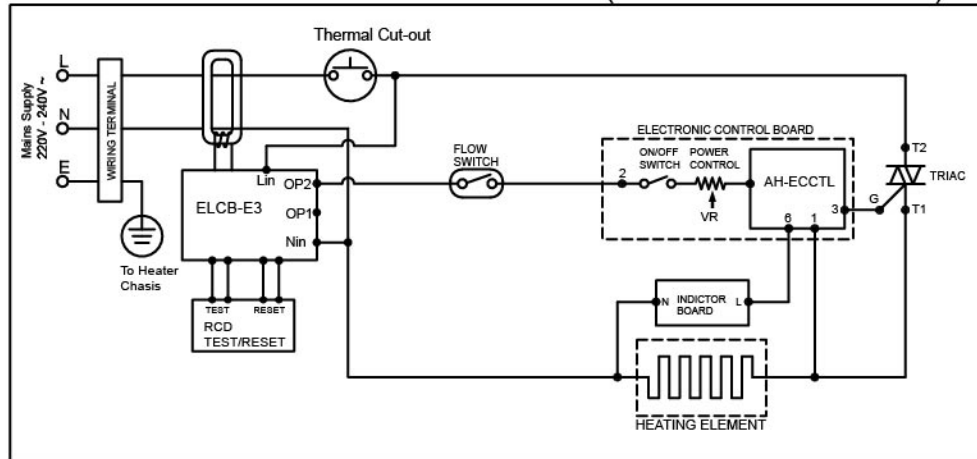 Thermal Cut-out
L
N
E
Mains Supply
220V - 240V ~
WIRING TERMINAL
To Heater
Chasis
Lin
OP2
ELCB-E3
OP1
Nin
TEST
RESET
RCD
TEST/RESET
FLOW
SWITCH
ELECTRONIC CONTROL BOARD
ON/OFF
SWITCH
POWER
CONTROL
2
VR
AH-ECCTL
3
6
1
G
T2
TRIAC
T1
N
INDICTOR
BOARD
L
HEATING ELEMENT